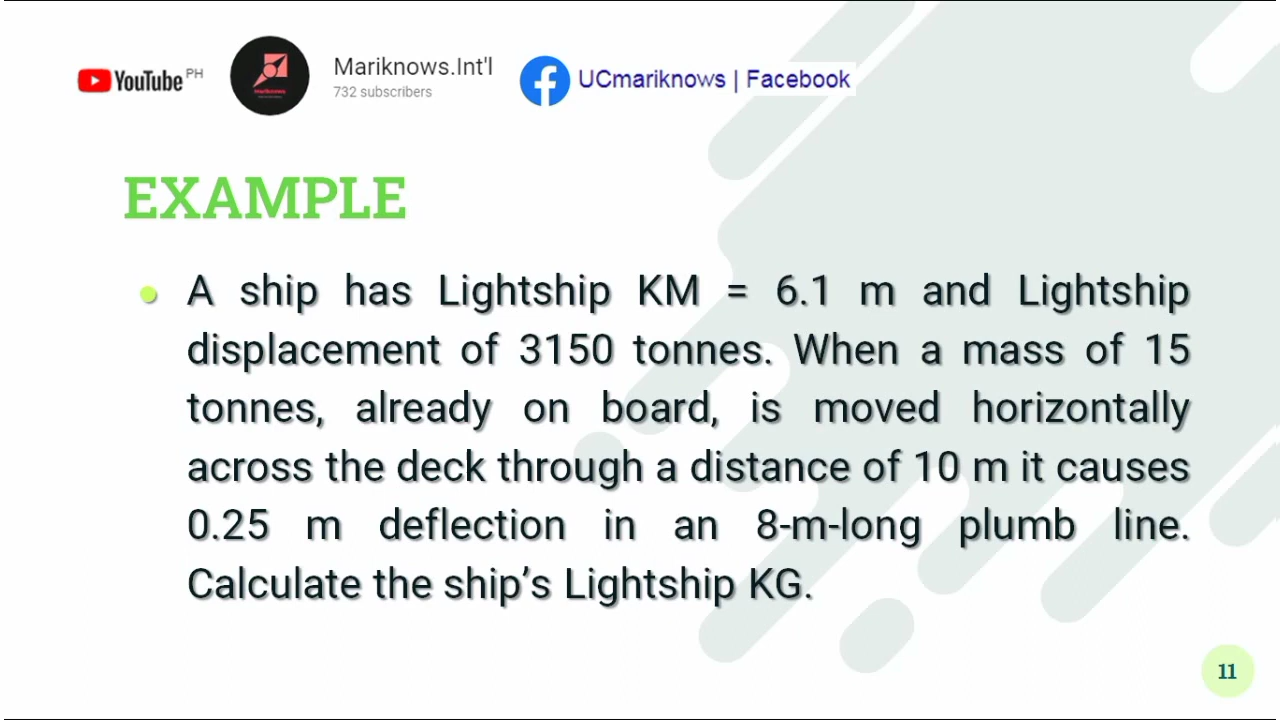 YouTube PH
Mariknows.Int'l
732 subscribers
UCmariknows | Facebook
EXAMPLE
A ship has Lightship KM = 6.1 m and Lightship
displacement of 3150 tonnes. When a mass of 15
tonnes, already on board, is moved horizontally
across the deck through a distance of 10 m it causes
0.25 m deflection in an 8-m-long plumb line.
Calculate the ship’s Lightship KG.
11